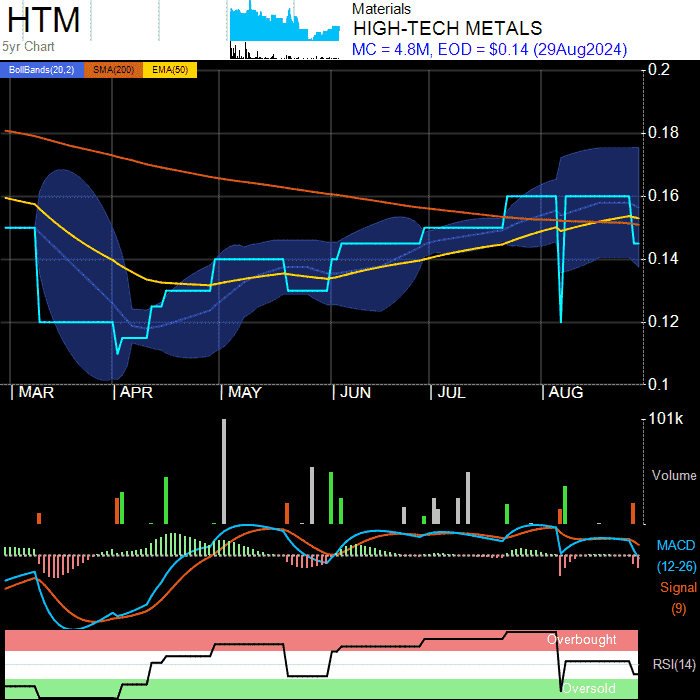 HTM
5yr Chart
Materials
HIGH-TECH METALS
MC = 4.8M, EOD = $0.14 (29Aug2024)
BollBands(20,2) SMA(200) EMA(50)
0.2
0.18
0.16
0.14
0.12
0.1
MAR APR MAY JUN JUL AUG
101k
Volume
MACD
(12-26)
Signal
(9)
Overbought
RSI(14)
Oversold